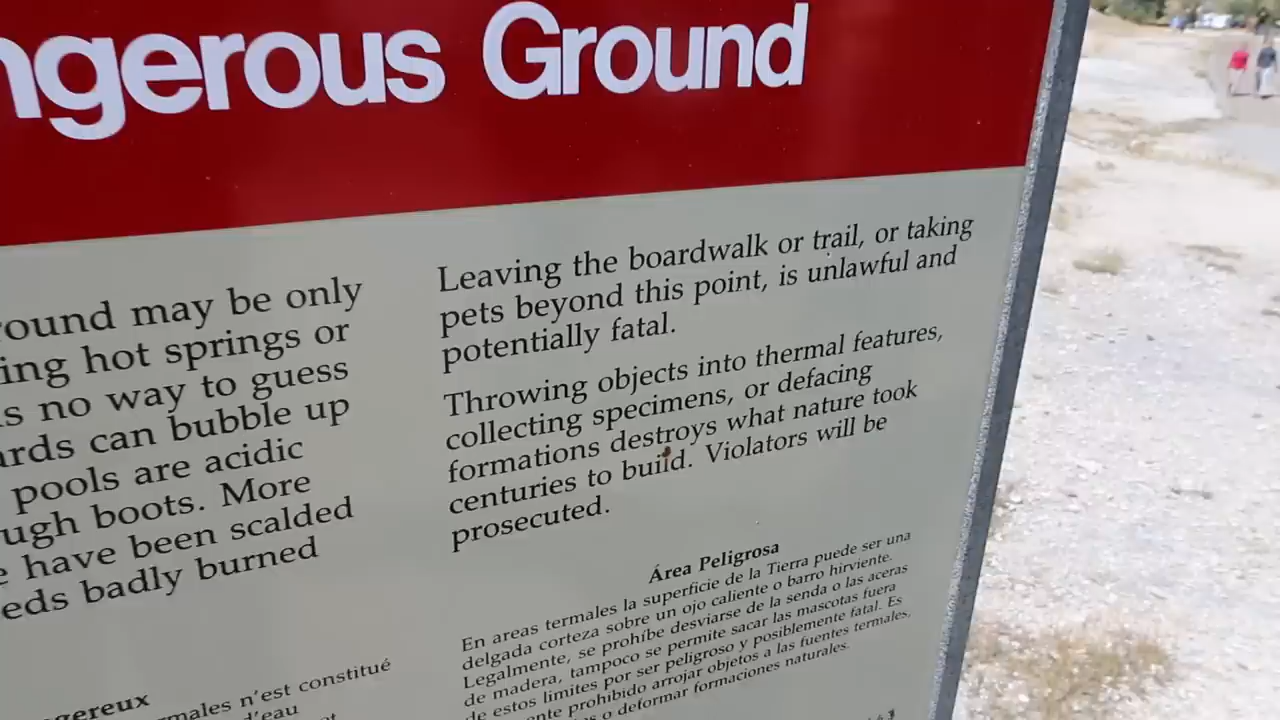 ngerous Ground
round may be only
ing hot springs or
is no way to guess
ards can bubble up
pools are acidic
ugh boots. More
have been scalded
eds badly burned
Leaving the boardwalk or trail, or taking
pets beyond this point, is unlawful and
potentially fatal.
Throwing objects into thermal features,
collecting specimens, or defacing
formations destroys what nature took
centuries to build. Violators will be
prosecuted.
gereux
males n'est constitué
d'eau
Área Peligrosa
En areas termales la superficie de la Tierra puede ser una
delgada corteza sobre un ojo caliente o barro hirviente.
Legalmente, se prohíbe desviarse de la senda o las aceras
de madera, tampoco se permite sacar las mascotas fuera
de estos limites por ser peligroso y posiblemente fatal. Es
ente prohibido arrojar objetos a las fuentes termales,
o deformar formaciones naturales.